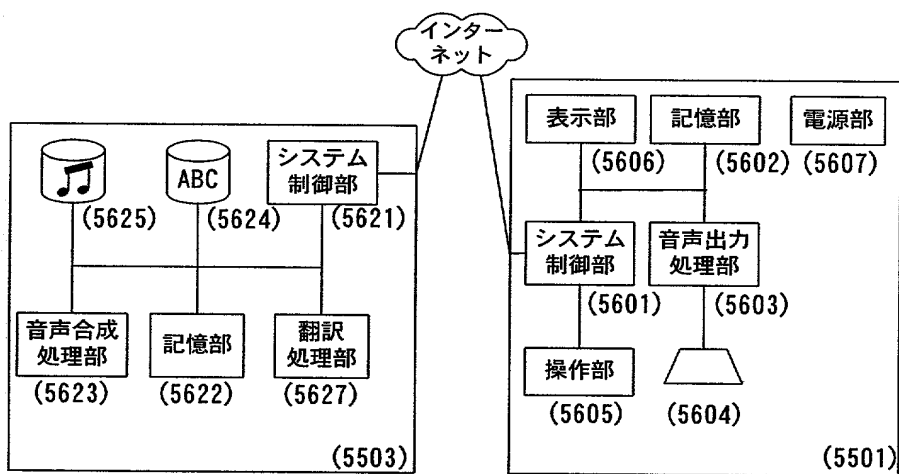 インター
ネット
表示部
(5606)
記憶部
(5602)
電源部
(5607)
システム
制御部
(5601)
音声出力
処理部
(5603)
操作部
(5605)
(5604)
(5501)
(5625)
ABC
(5624)
システム
制御部
(5621)
音声合成
処理部
(5623)
記憶部
(5622)
翻訳
処理部
(5627)
(5503)